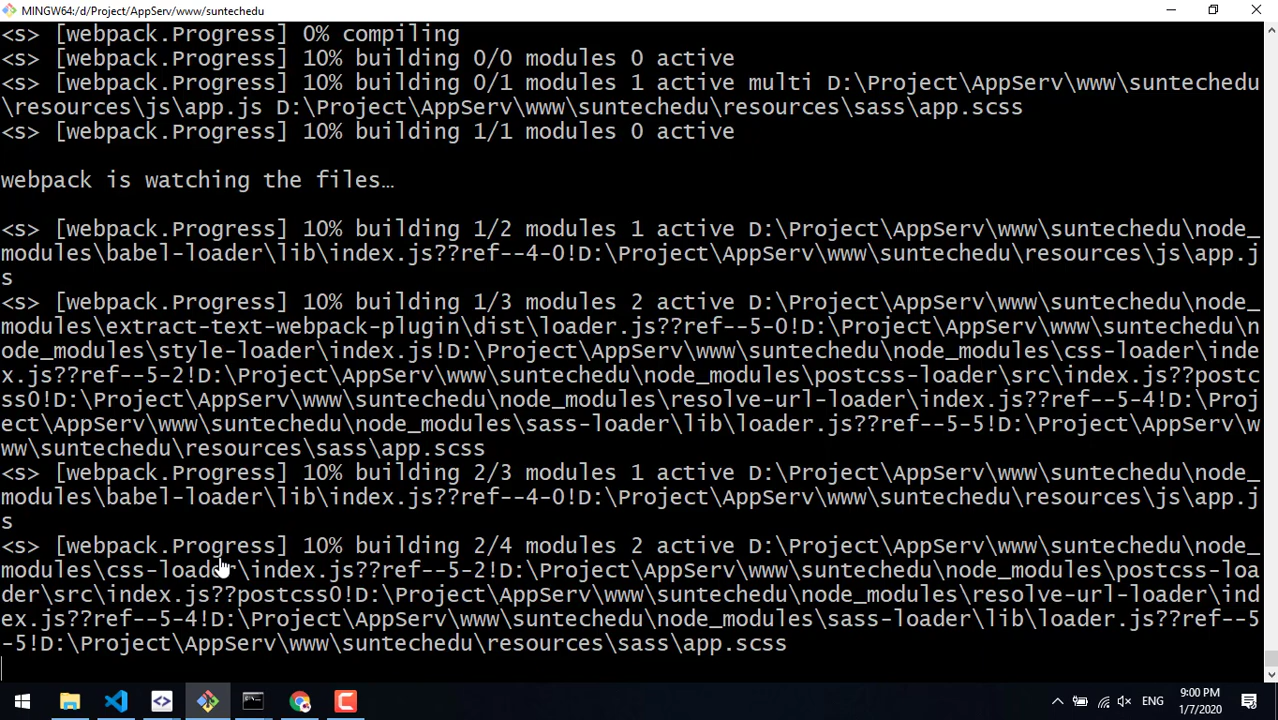 MINGW64:/d/Project/AppServ/www/suntechedu
<s> [webpack.Progress] 0% compiling
<s> [webpack.Progress] 10% building 0/0 modules 0 active
<s> [webpack.Progress] 10% building 0/1 modules 1 active multi D:\Project\AppServ\www\suntechedu
\resources\js\app.js D:\Project\AppServ\www\suntechedu\resources\sass\app.scss
<s> [webpack.Progress] 10% building 1/1 modules 0 active
webpack is watching the files…
<s> [webpack.Progress] 10% building 1/2 modules 1 active D:\Project\AppServ\www\suntechedu\node_
modules\babel-loader\lib\index.js??ref--4-0!D:\Project\AppServ\www\suntechedu\resources\js\app.j
s
<s> [webpack.Progress] 10% building 1/3 modules 2 active D:\Project\AppServ\www\suntechedu\node_
modules\extract-text-webpack-plugin\dist\loader.js??ref--5-0!D:\Project\AppServ\www\suntechedu\n
ode_modules\style-loader\index.js!D:\Project\AppServ\www\suntechedu\node_modules\css-loader\inde
x.js??ref--5-2!D:\Project\AppServ\www\suntechedu\node_modules\postcss-loader\src\index.js??postc
ss0!D:\Project\AppServ\www\suntechedu\node_modules\resolve-url-loader\index.js??ref--5-4!D:\Proj
ect\AppServ\www\suntechedu\node_modules\sass-loader\lib\loader.js??ref--5-5!D:\Project\AppServ\w
ww\suntechedu\resources\sass\app.scss
<s> [webpack.Progress] 10% building 2/3 modules 1 active D:\Project\AppServ\www\suntechedu\node_
modules\babel-loader\lib\index.js??ref--4-0!D:\Project\AppServ\www\suntechedu\resources\js\app.j
s
<s> [webpack.Progress] 10% building 2/4 modules 2 active D:\Project\AppServ\www\suntechedu\node_
modules\css-loader\index.js??ref--5-2!D:\Project\AppServ\www\suntechedu\node_modules\postcss-loa
der\src\index.js??postcss0!D:\Project\AppServ\www\suntechedu\node_modules\resolve-url-loader\ind
ex.js??ref--5-4!D:\Project\AppServ\www\suntechedu\node_modules\sass-loader\lib\loader.js??ref--5
-5!D:\Project\AppServ\www\suntechedu\resources\sass\app.scss
ENG
9:00 PM
1/7/2020